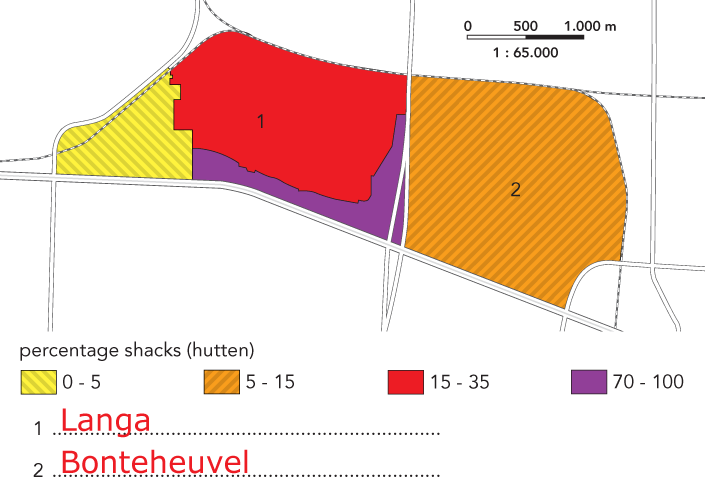 0 500 1.000 m
1 : 65.000
1
2
percentage shacks (hutten)
0 - 5 5 - 15 15 - 35 70 - 100
1 Langa
2 Bonteheuvel